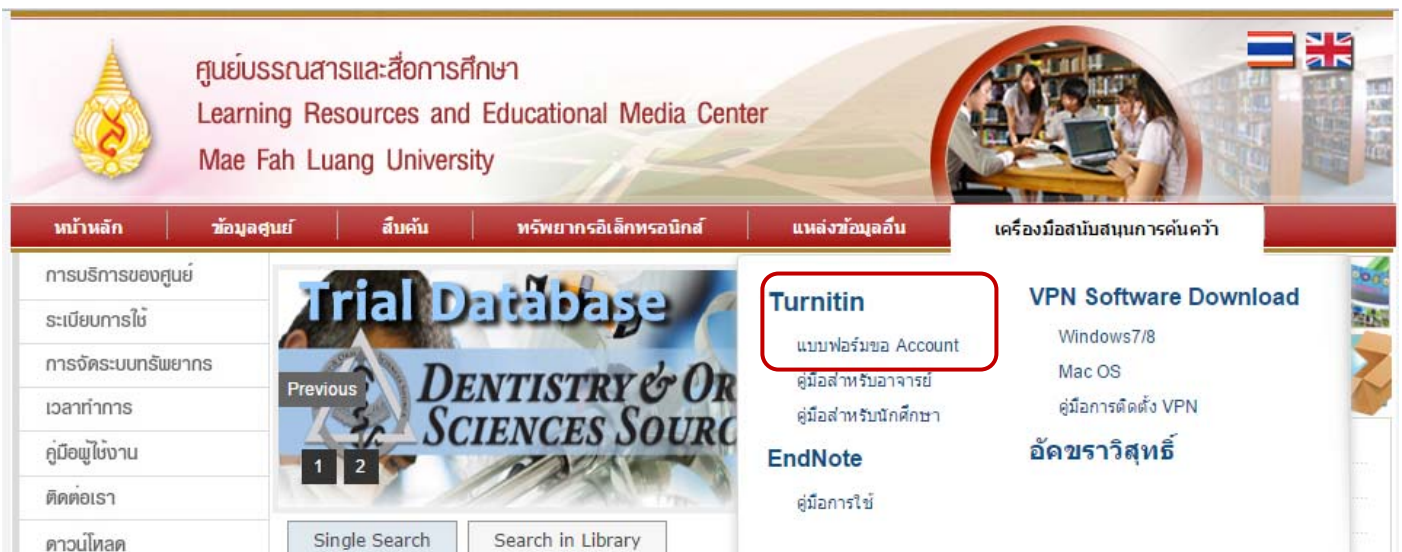 ศูนย์บรรณสารและสื่อการศึกษา
Learning Resources and Educational Media Center
Mae Fah Luang University
หน้าหลัก ข้อมูลศูนย์ สืบค้น ทรัพยากรอิเล็กทรอนิกส์ แหล่งข้อมูลอื่น เครื่องมือสนับสนุนการค้นคว้า
การบริการของศูนย์
ระเบียบการใช้
การจัดระบบทรัพยากร
เวลาทำการ
คู่มือผู้ใช้งาน
ติดต่อเรา
ดาวน์โหลด
Trial Database
DENTISTRY & OR
SCIENCES SOURC
Previous
1 2
Single Search Search in Library
Turnitin
แบบฟอร์มขอ Account
คู่มือสำหรับอาจารย์
คู่มือสำหรับนักศึกษา
EndNote
คู่มือการใช้
VPN Software Download
Windows7/8
Mac OS
คู่มือการติดตั้ง VPN
อัคขราวิสุทธิ์